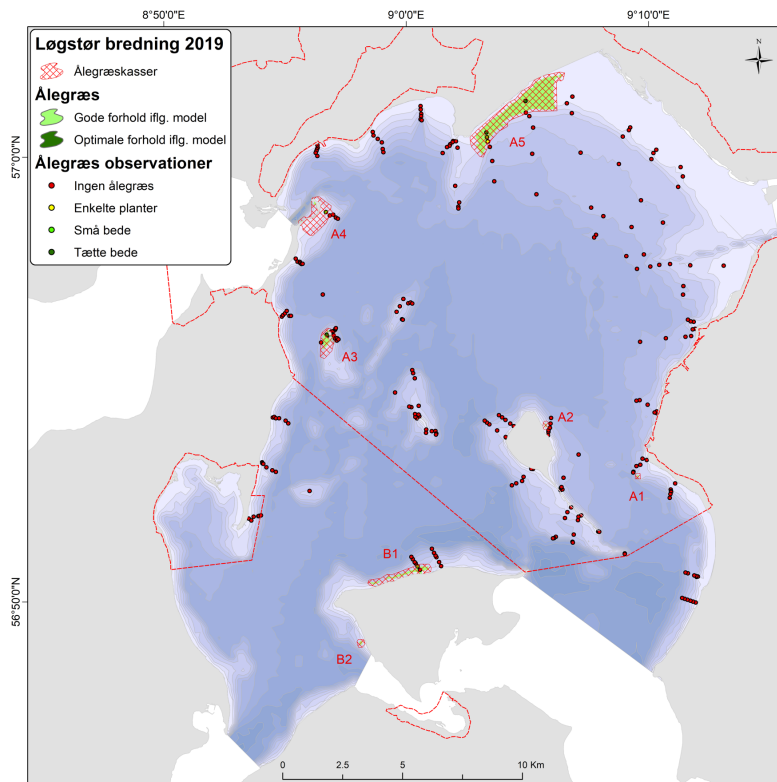 8°50'0"E
9°0'0"E
9°10'0"E
Løgstør bredning 2019
Ålegræskasser
Ålegræs
Gode forhold iflg. model
Optimale forhold iflg. model
Ålegræs observationer
Ingen ålegræs
Enkelte planter
Små bede
Tætte bede
N
57°0'0"N
A5
A4
A3
A2
A1
B1
56°50'0"N
B2
0
2.5
5
10 Km